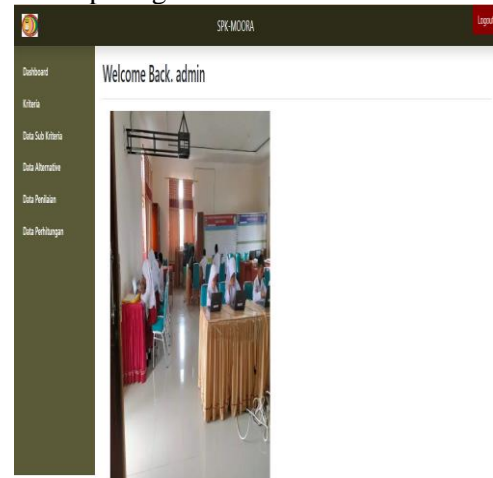 SPK-MOORA
Logout
Welcome Back. admin
Dashboard
Kriteria
Data Sub Kriteria
Data Alternative
Data Penilaian
Data Perhitungan